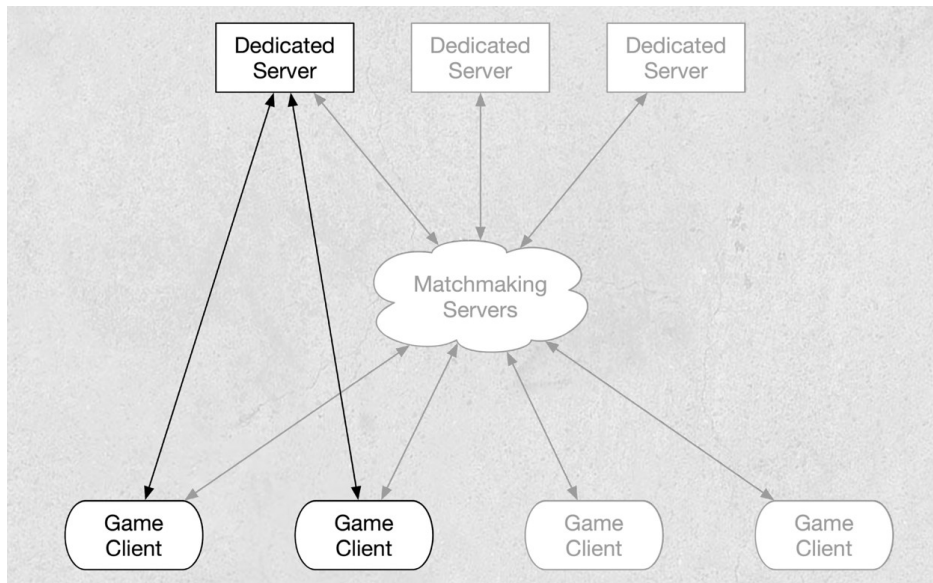 Dedicated
Server
Dedicated
Server
Dedicated
Server
Matchmaking
Servers
Game
Client
Game
Client
Game
Client
Game
Client